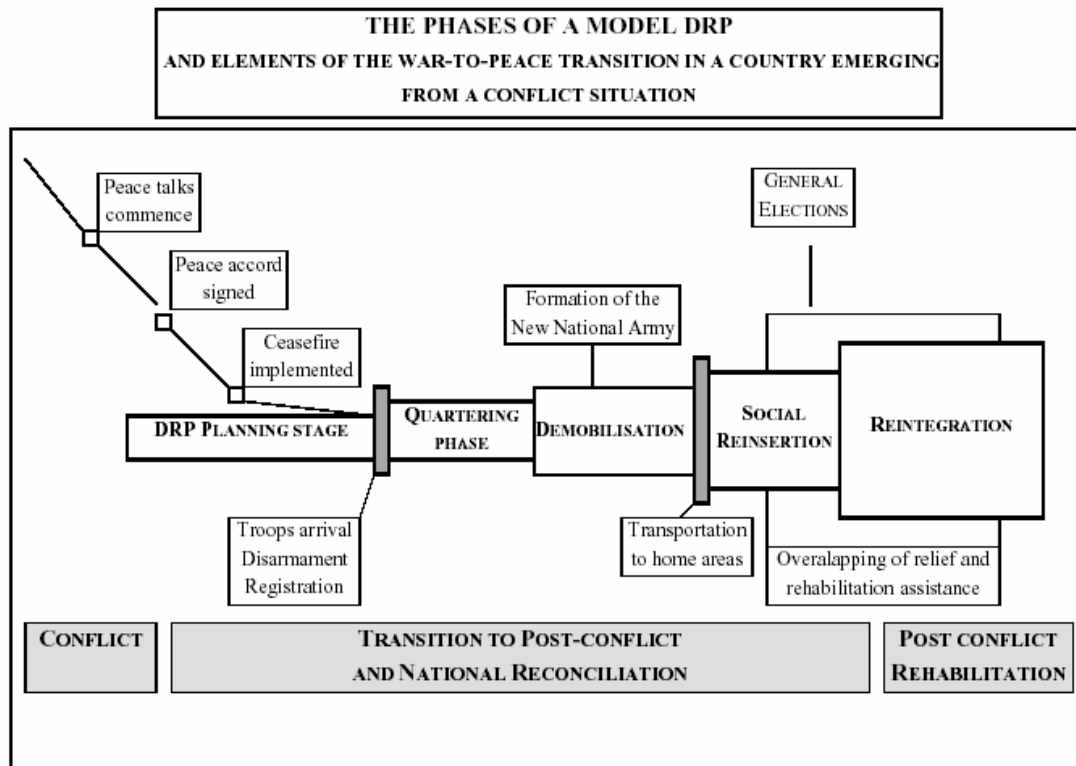 THE PHASES OF A MODEL DRP
AND ELEMENTS OF THE WAR-TO-PEACE TRANSITION IN A COUNTRY EMERGING
FROM A CONFLICT SITUATION
Peace talks
commence
GENERAL
ELECTIONS
Peace accord
signed
Formation of the
New National Army
Ceasefire
implemented
DRP PLANNING STAGE
QUARTERING
PHASE
DEMOBILISATION
SOCIAL
REINSERTION
REINTEGRATION
Troops arrival
Disarmament
Registration
Transportation
to home areas
Overalapping of relief and
rehabilitation assistance
CONFLICT
TRANSITION TO POST-CONFLICT
AND NATIONAL RECONCILIATION
POST CONFLICT
REHABILITATION